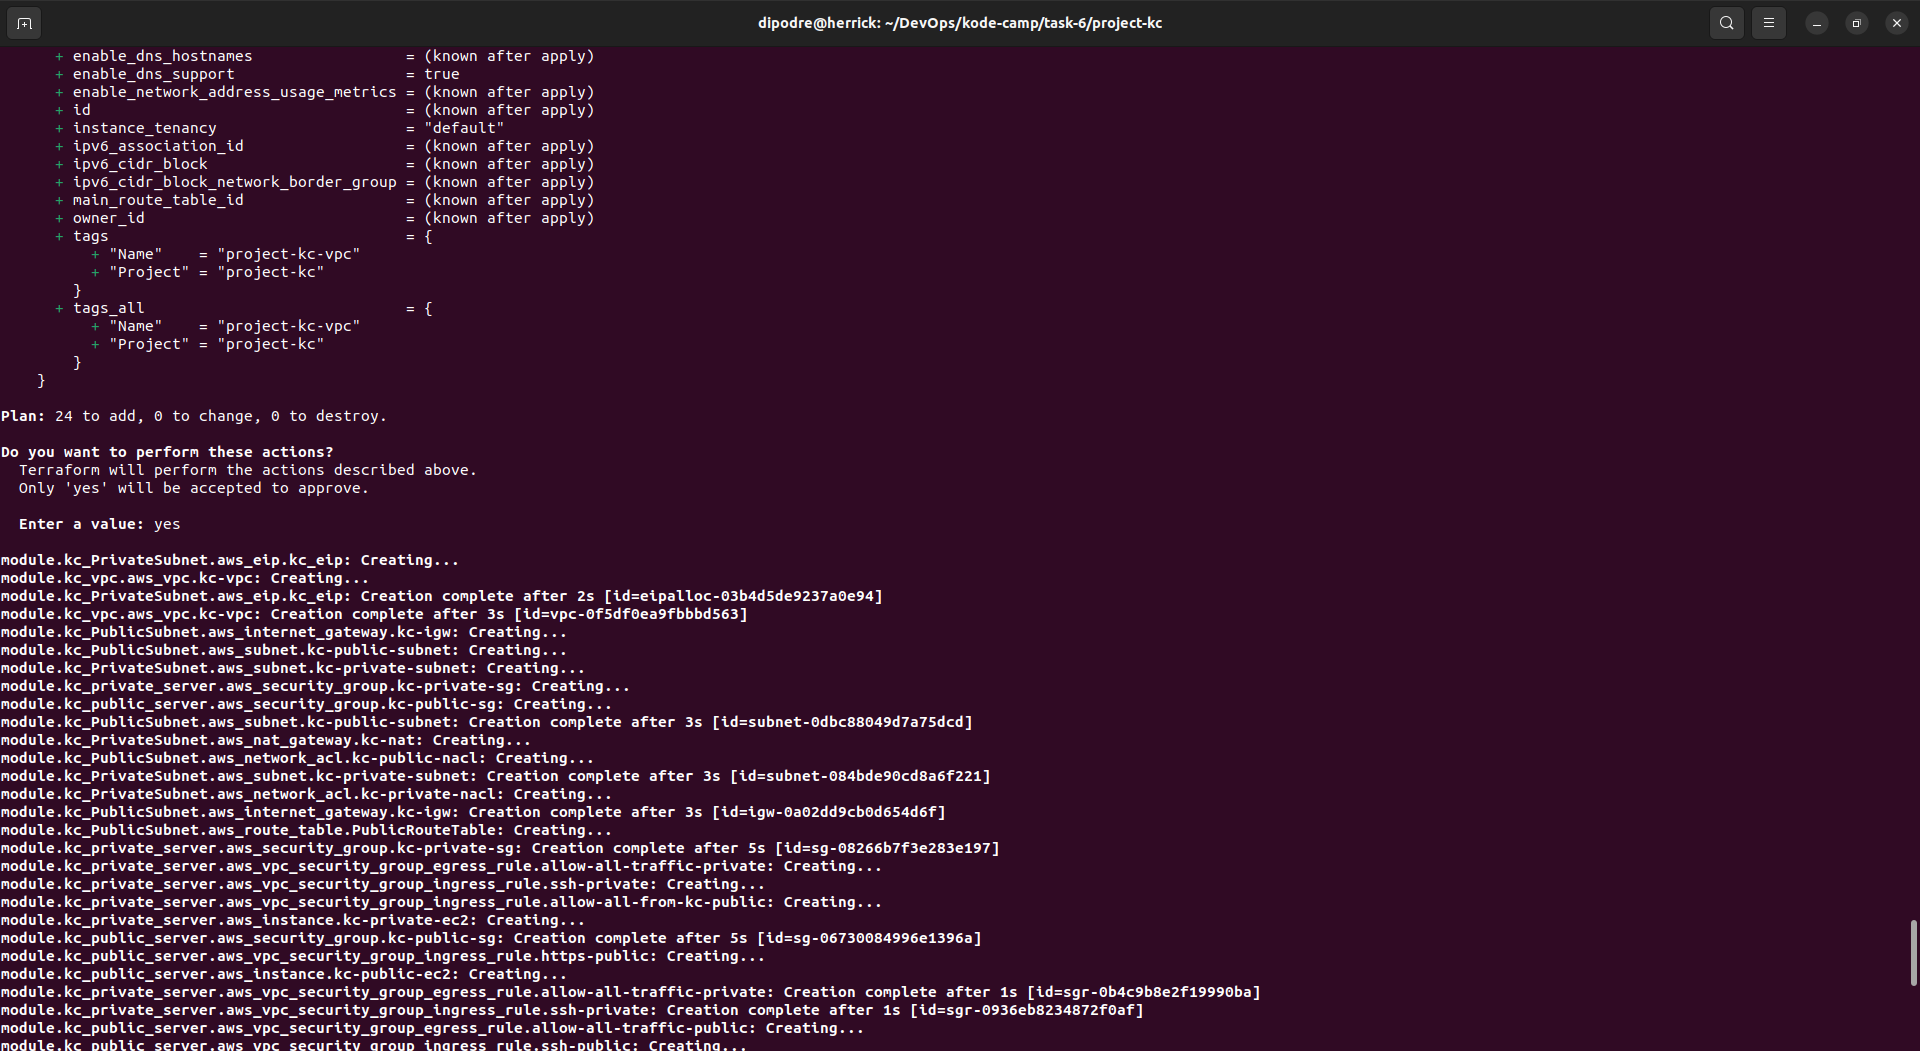 dipodre@herrick: ~/DevOps/kode-camp/task-6/project-kc
+ enable_dns_hostnames = (known after apply)
+ enable_dns_support = true
+ enable_network_address_usage_metrics = (known after apply)
+ id = (known after apply)
+ instance_tenancy = "default"
+ ipv6_association_id = (known after apply)
+ ipv6_cidr_block = (known after apply)
+ ipv6_cidr_block_network_border_group = (known after apply)
+ main_route_table_id = (known after apply)
+ owner_id = (known after apply)
+ tags = {
+ "Name" = "project-kc-vpc"
+ "Project" = "project-kc"
}
+ tags_all = {
+ "Name" = "project-kc-vpc"
+ "Project" = "project-kc"
}
}
Plan: 24 to add, 0 to change, 0 to destroy.
Do you want to perform these actions?
Terraform will perform the actions described above.
Only 'yes' will be accepted to approve.
Enter a value: yes
module.kc_PrivateSubnet.aws_eip.kc_eip: Creating...
module.kc_vpc.aws_vpc.kc-vpc: Creating...
module.kc_PrivateSubnet.aws_eip.kc_eip: Creation complete after 2s [id=eipalloc-03b4d5de9237a0e94]
module.kc_vpc.aws_vpc.kc-vpc: Creation complete after 3s [id=vpc-0f5df0ea9fbbbd563]
module.kc_PublicSubnet.aws_internet_gateway.kc-igw: Creating...
module.kc_PublicSubnet.aws_subnet.kc-public-subnet: Creating...
module.kc_PrivateSubnet.aws_subnet.kc-private-subnet: Creating...
module.kc_private_server.aws_security_group.kc-private-sg: Creating...
module.kc_public_server.aws_security_group.kc-public-sg: Creating...
module.kc_PublicSubnet.aws_subnet.kc-public-subnet: Creation complete after 3s [id=subnet-0dbc88049d7a75dcd]
module.kc_PrivateSubnet.aws_nat_gateway.kc-nat: Creating...
module.kc_PublicSubnet.aws_network_acl.kc-public-nacl: Creating...
module.kc_PrivateSubnet.aws_subnet.kc-private-subnet: Creation complete after 3s [id=subnet-084bde90cd8a6f221]
module.kc_PrivateSubnet.aws_network_acl.kc-private-nacl: Creating...
module.kc_PublicSubnet.aws_internet_gateway.kc-igw: Creation complete after 3s [id=igw-0a02dd9cb0d654d6f]
module.kc_PublicSubnet.aws_route_table.PublicRouteTable: Creating...
module.kc_private_server.aws_security_group.kc-private-sg: Creation complete after 5s [id=sg-08266b7f3e283e197]
module.kc_private_server.aws_vpc_security_group_egress_rule.allow-all-traffic-private: Creating...
module.kc_private_server.aws_vpc_security_group_ingress_rule.ssh-private: Creating...
module.kc_private_server.aws_vpc_security_group_ingress_rule.allow-all-from-kc-public: Creating...
module.kc_private_server.aws_instance.kc-private-ec2: Creating...
module.kc_public_server.aws_security_group.kc-public-sg: Creation complete after 5s [id=sg-06730084996e1396a]
module.kc_public_server.aws_vpc_security_group_ingress_rule.https-public: Creating...
module.kc_public_server.aws_instance.kc-public-ec2: Creating...
module.kc_private_server.aws_vpc_security_group_egress_rule.allow-all-traffic-private: Creation complete after 1s [id=sgr-0b4c9b8e2f19990ba]
module.kc_private_server.aws_vpc_security_group_ingress_rule.ssh-private: Creation complete after 1s [id=sgr-0936eb8234872f0af]
module.kc_public_server.aws_vpc_security_group_egress_rule.allow-all-traffic-public: Creating...
module.kc_public_server.aws_vpc_security_group_ingress_rule.ssh-public: Creating...